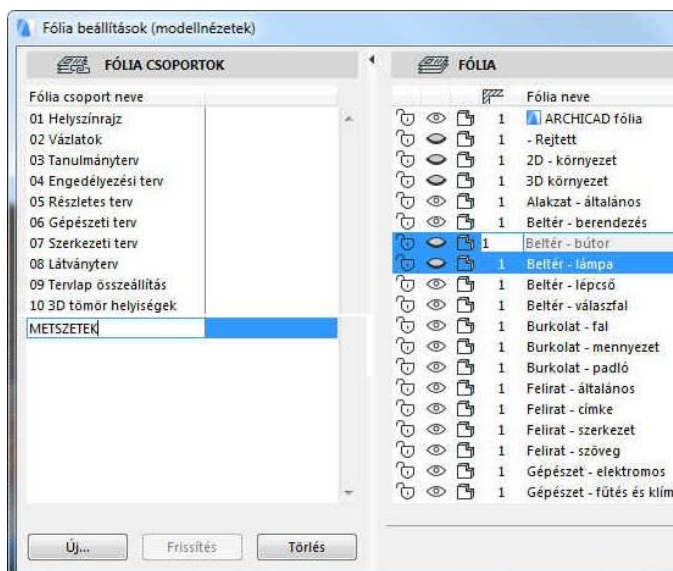 Fólia beállítások (modellnézetek)
FÓLIA CSOPORTOK
Fólia csoport neve
01 Helyszínrajz
02 Vázlatok
03 Tanulmányterv
04 Engedélyezési terv
05 Részletes terv
06 Gépészeti terv
07 Szerkezeti terv
08 Látványterv
09 Tervlap összeállítás
10 3D tömör helyiségek
METSZETEK
Új...
Frissítés
Törlés
FÓLIA
Fólia neve
1 ARCHICAD fólia
1 - Rejtett
1 2D - környezet
1 3D környezet
1 Alakzat - általános
1 Beltér - berendezés
1 Beltér - bútor
1 Beltér - lámpa
1 Beltér - lépcső
1 Beltér - válaszfal
1 Burkolat - fal
1 Burkolat - mennyezet
1 Burkolat - padló
1 Felirat - általános
1 Felirat - címke
1 Felirat - szerkezet
1 Felirat - szöveg
1 Gépészet - elektromos
1 Gépészet - fűtés és klím